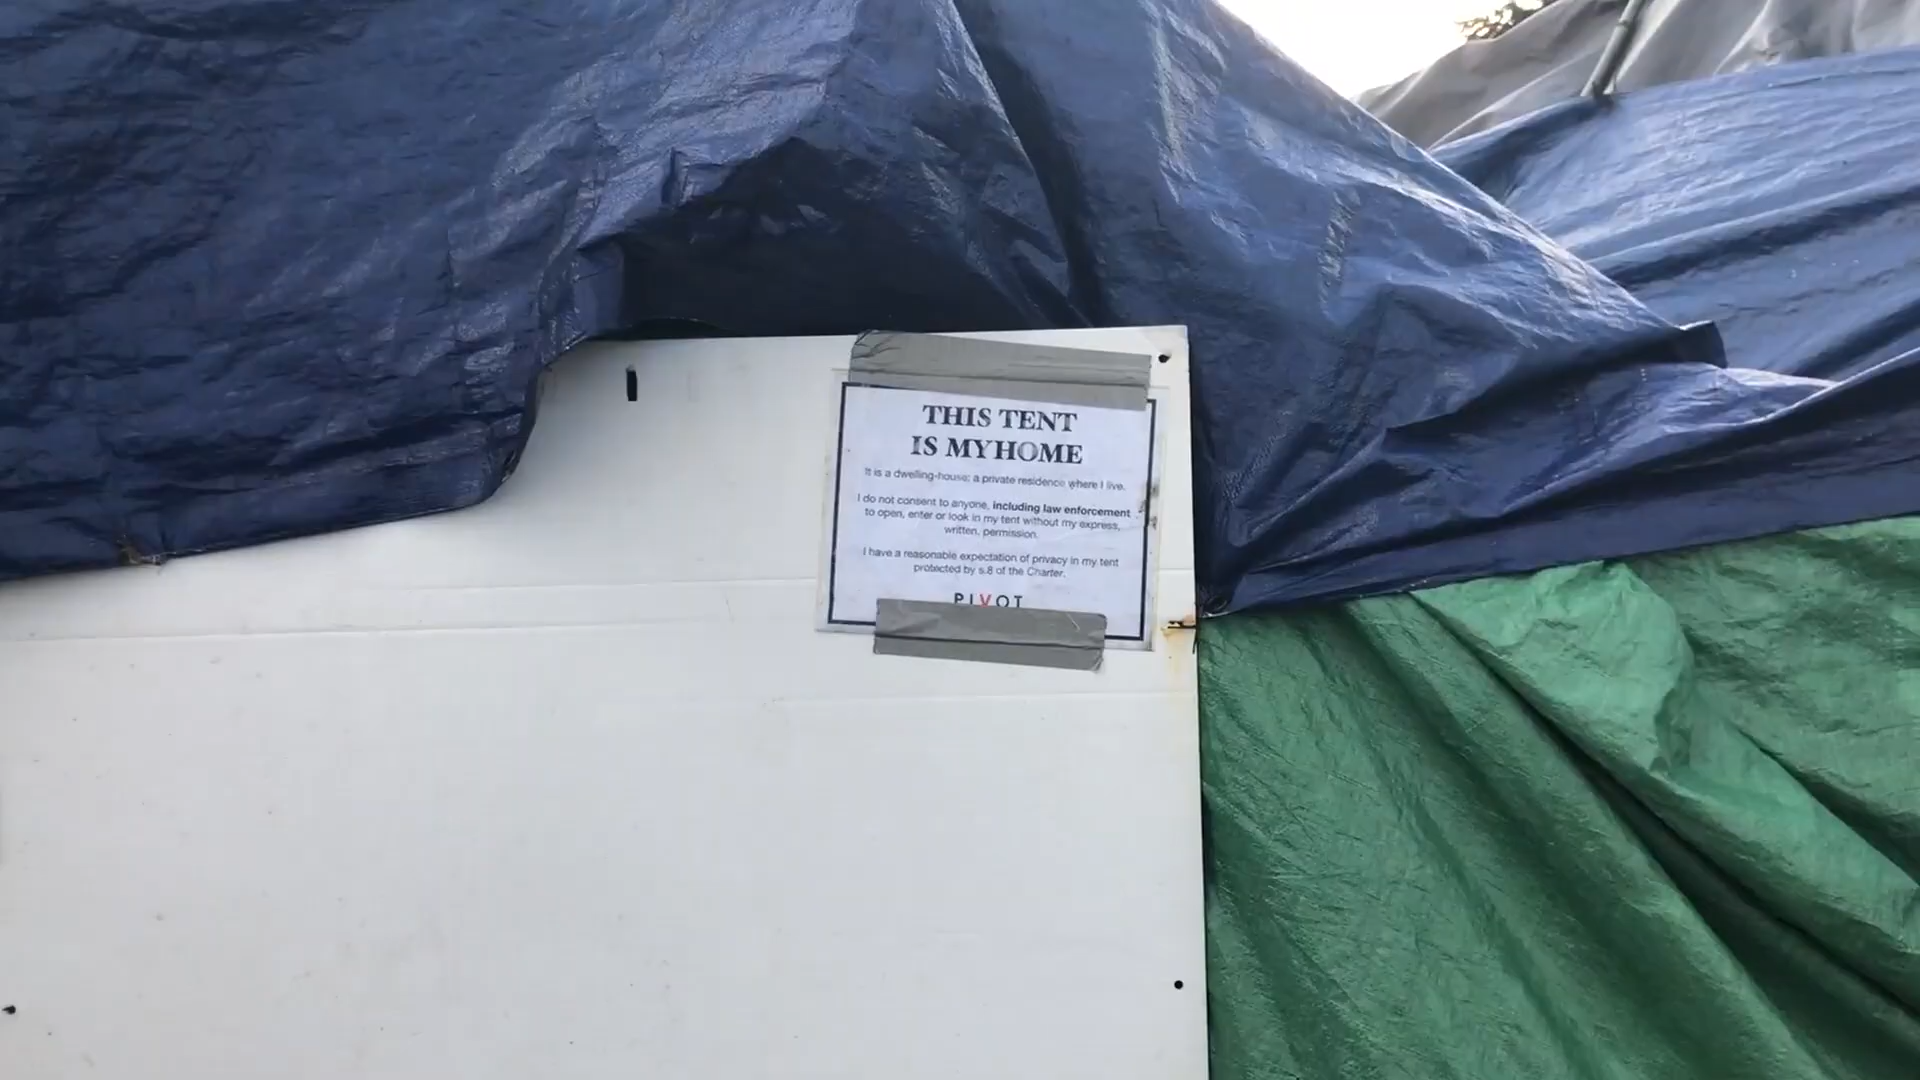 THIS TENT
IS MY HOME
It is a dwelling-house; a private residence where I live.
I do not consent to anyone, including law enforcement
to open, enter or look in my tent without my express,
written, permission.
I have a reasonable expectation of privacy in my tent
protected by s.8 of the Charter.
PIVOT